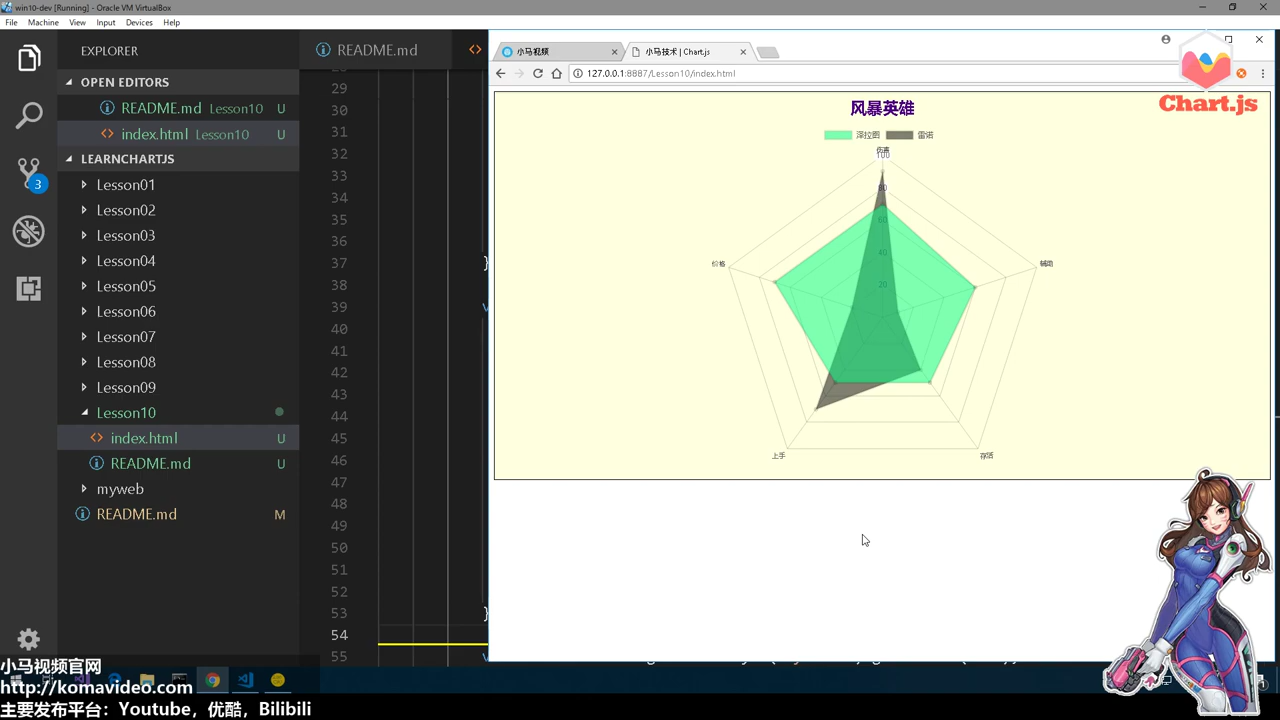 win10-dev [Running] - Oracle VM VirtualBox
File Machine View Input Devices Help
EXPLORER
OPEN EDITORS
README.md Lesson10 U
index.html Lesson10 U
LEARNCHARTJS
Lesson01
Lesson02
Lesson03
Lesson04
Lesson05
Lesson06
Lesson07
Lesson08
Lesson09
Lesson10
index.html U
README.md U
myweb
README.md M
3
README.md
29
30
31
32
33
34
35
36
37 }
38
39
40
41
42
43
44
45
46
47
48
49
50
51
52
53 }
54
55
小马视频
小马技术 | Chart.js
127.0.0.1:8887/Lesson10/index.html
Chart.js
风暴英雄
泽拉图 雷诺
伤害
100
80
60
40
20
价格
辅助
上手
存活
小马视频官网
http://komavideo.com
主要发布平台：Youtube，优酷，Bilibili